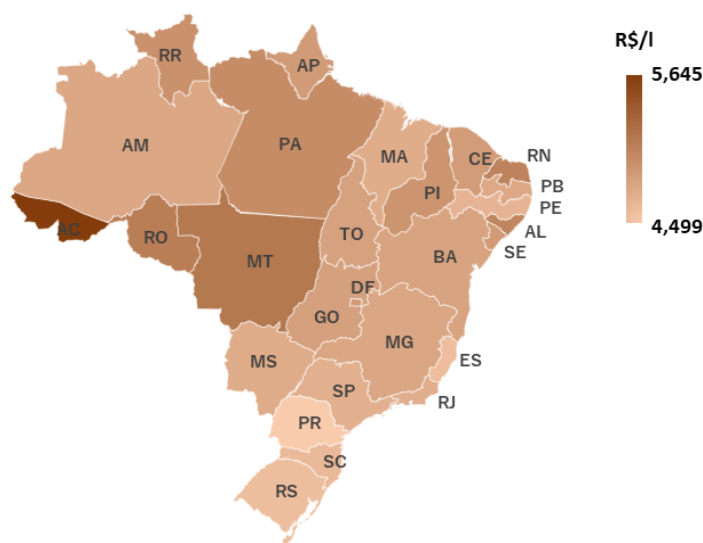 R$/l
5,645
4,499
RR
AP
AM
PA
MA
CE
RN
PB
PE
PI
AL
SE
AC
RO
TO
MT
BA
DF
GO
MG
ES
MS
SP
RJ
PR
SC
RS